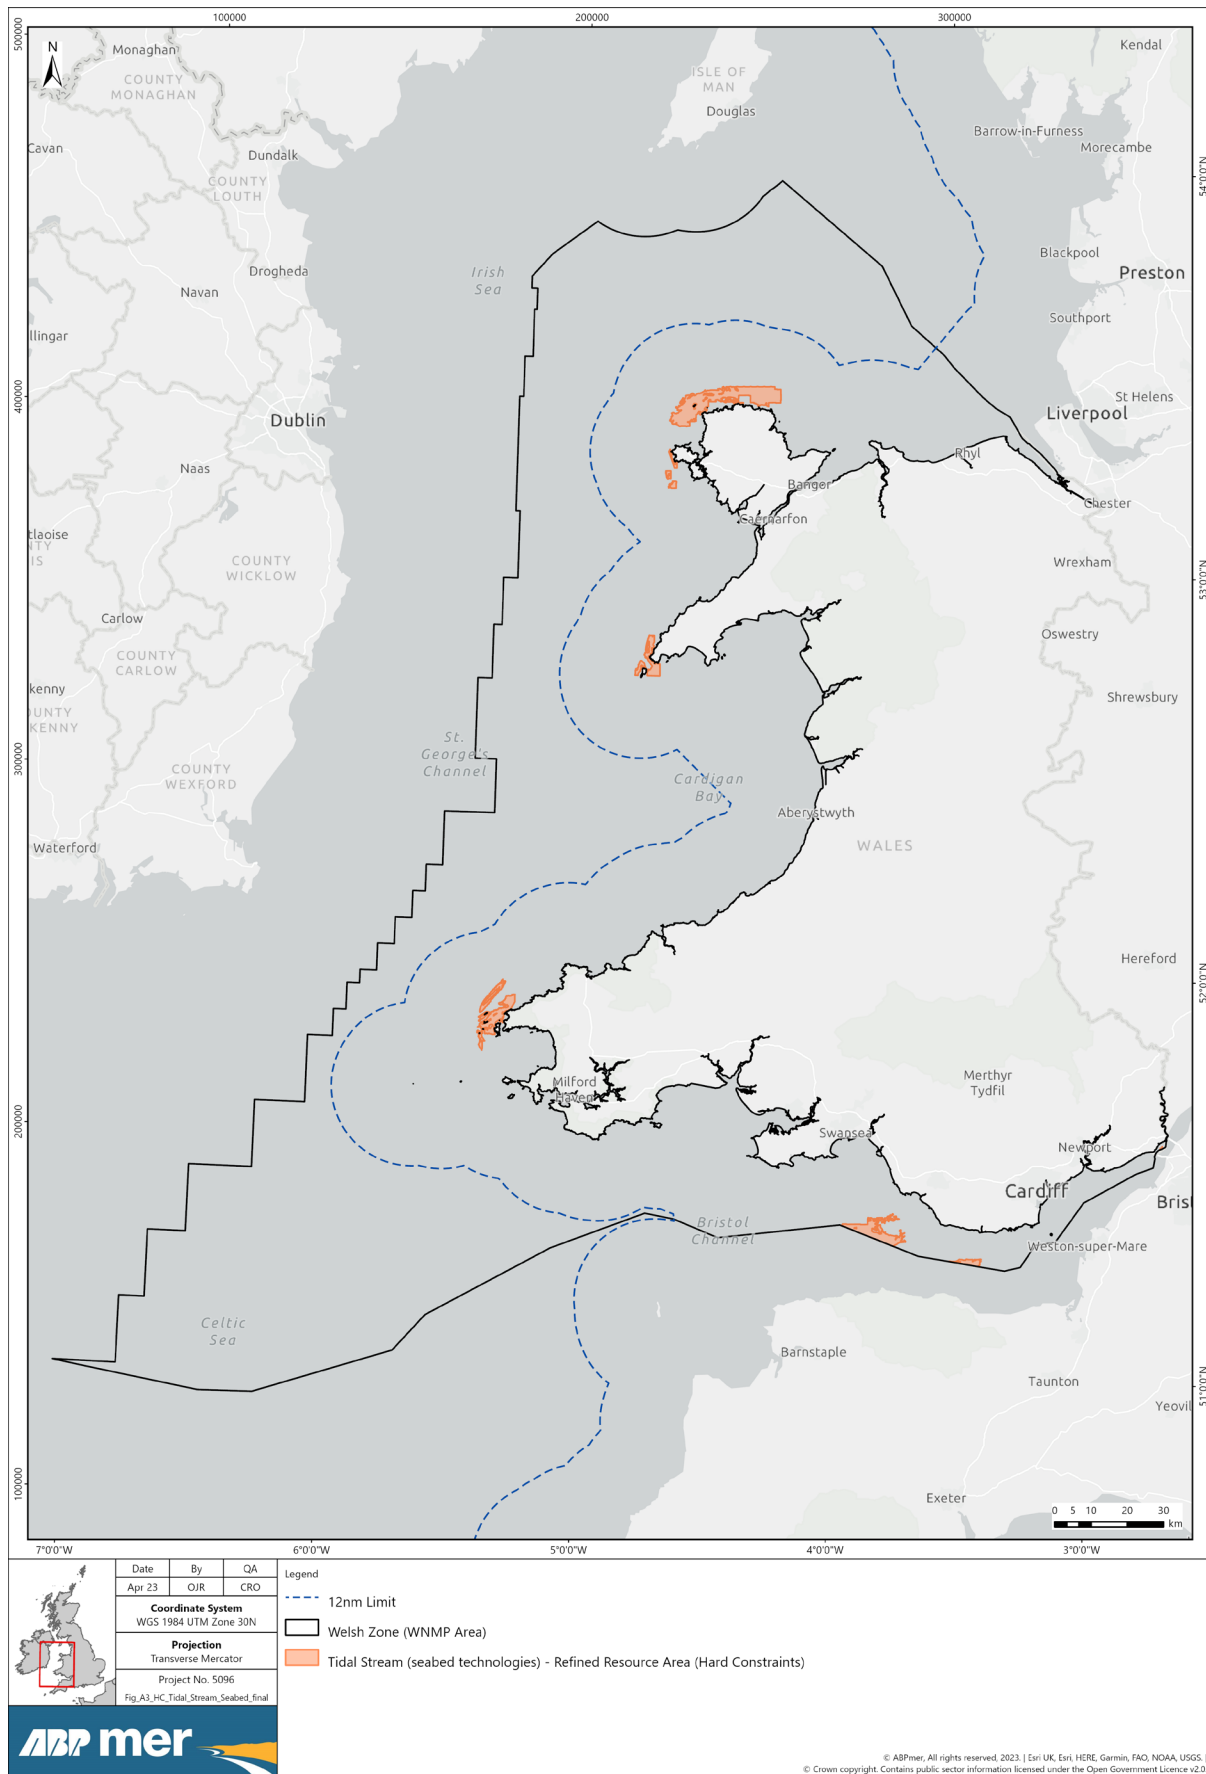 100000
200000
300000
500000
400000
300000
200000
100000
N
Monaghan
COUNTY
MONAGHAN
Cavan
Dundalk
COUNTY
LOUTH
ISLE OF
MAN
Douglas
Kendal
Barrow-in-Furness
Morecambe
54°0'0"N
Blackpool
Preston
Irish
Sea
Drogheda
Navan
llingar
Southport
St Helens
Liverpool
Dublin
Naas
Rhyl
Bangor
Chester
Caernarfon
tlaoise
NTY
IS
COUNTY
WICKLOW
Wrexham
53°0'0"N
Carlow
COUNTY
CARLOW
Oswestry
kenny
OUNTY
KENNY
Shrewsbury
St.
George's
Channel
COUNTY
WEXFORD
Cardigan
Bay
Aberystwyth
Waterford
WALES
Hereford
52°0'0"N
Milford
Haven
Merthyr
Tydfil
Swansea
Newport
Cardiff
Brist
Bristol
Channel
Weston-super-Mare
Celtic
Sea
Barnstaple
Taunton
51°0'0"N
Yeovil
Exeter
0 5 10 20 30
km
7°0'0"W
6°0'0"W
5°0'0"W
4°0'0"W
3°0'0"W
Date By QA
Apr 23 OJR CRO
Coordinate System
WGS 1984 UTM Zone 30N
Projection
Transverse Mercator
Project No. 5096
Fig_A3_HC_Tidal_Stream_Seabed_final
ABPmer
Legend
12nm Limit
Welsh Zone (WNMP Area)
Tidal Stream (seabed technologies) - Refined Resource Area (Hard Constraints)
© ABPmer, All rights reserved, 2023. | Esri UK, Esri, HERE, Garmin, FAO, NOAA, USGS. |
© Crown copyright. Contains public sector information licensed under the Open Government Licence v2.0.